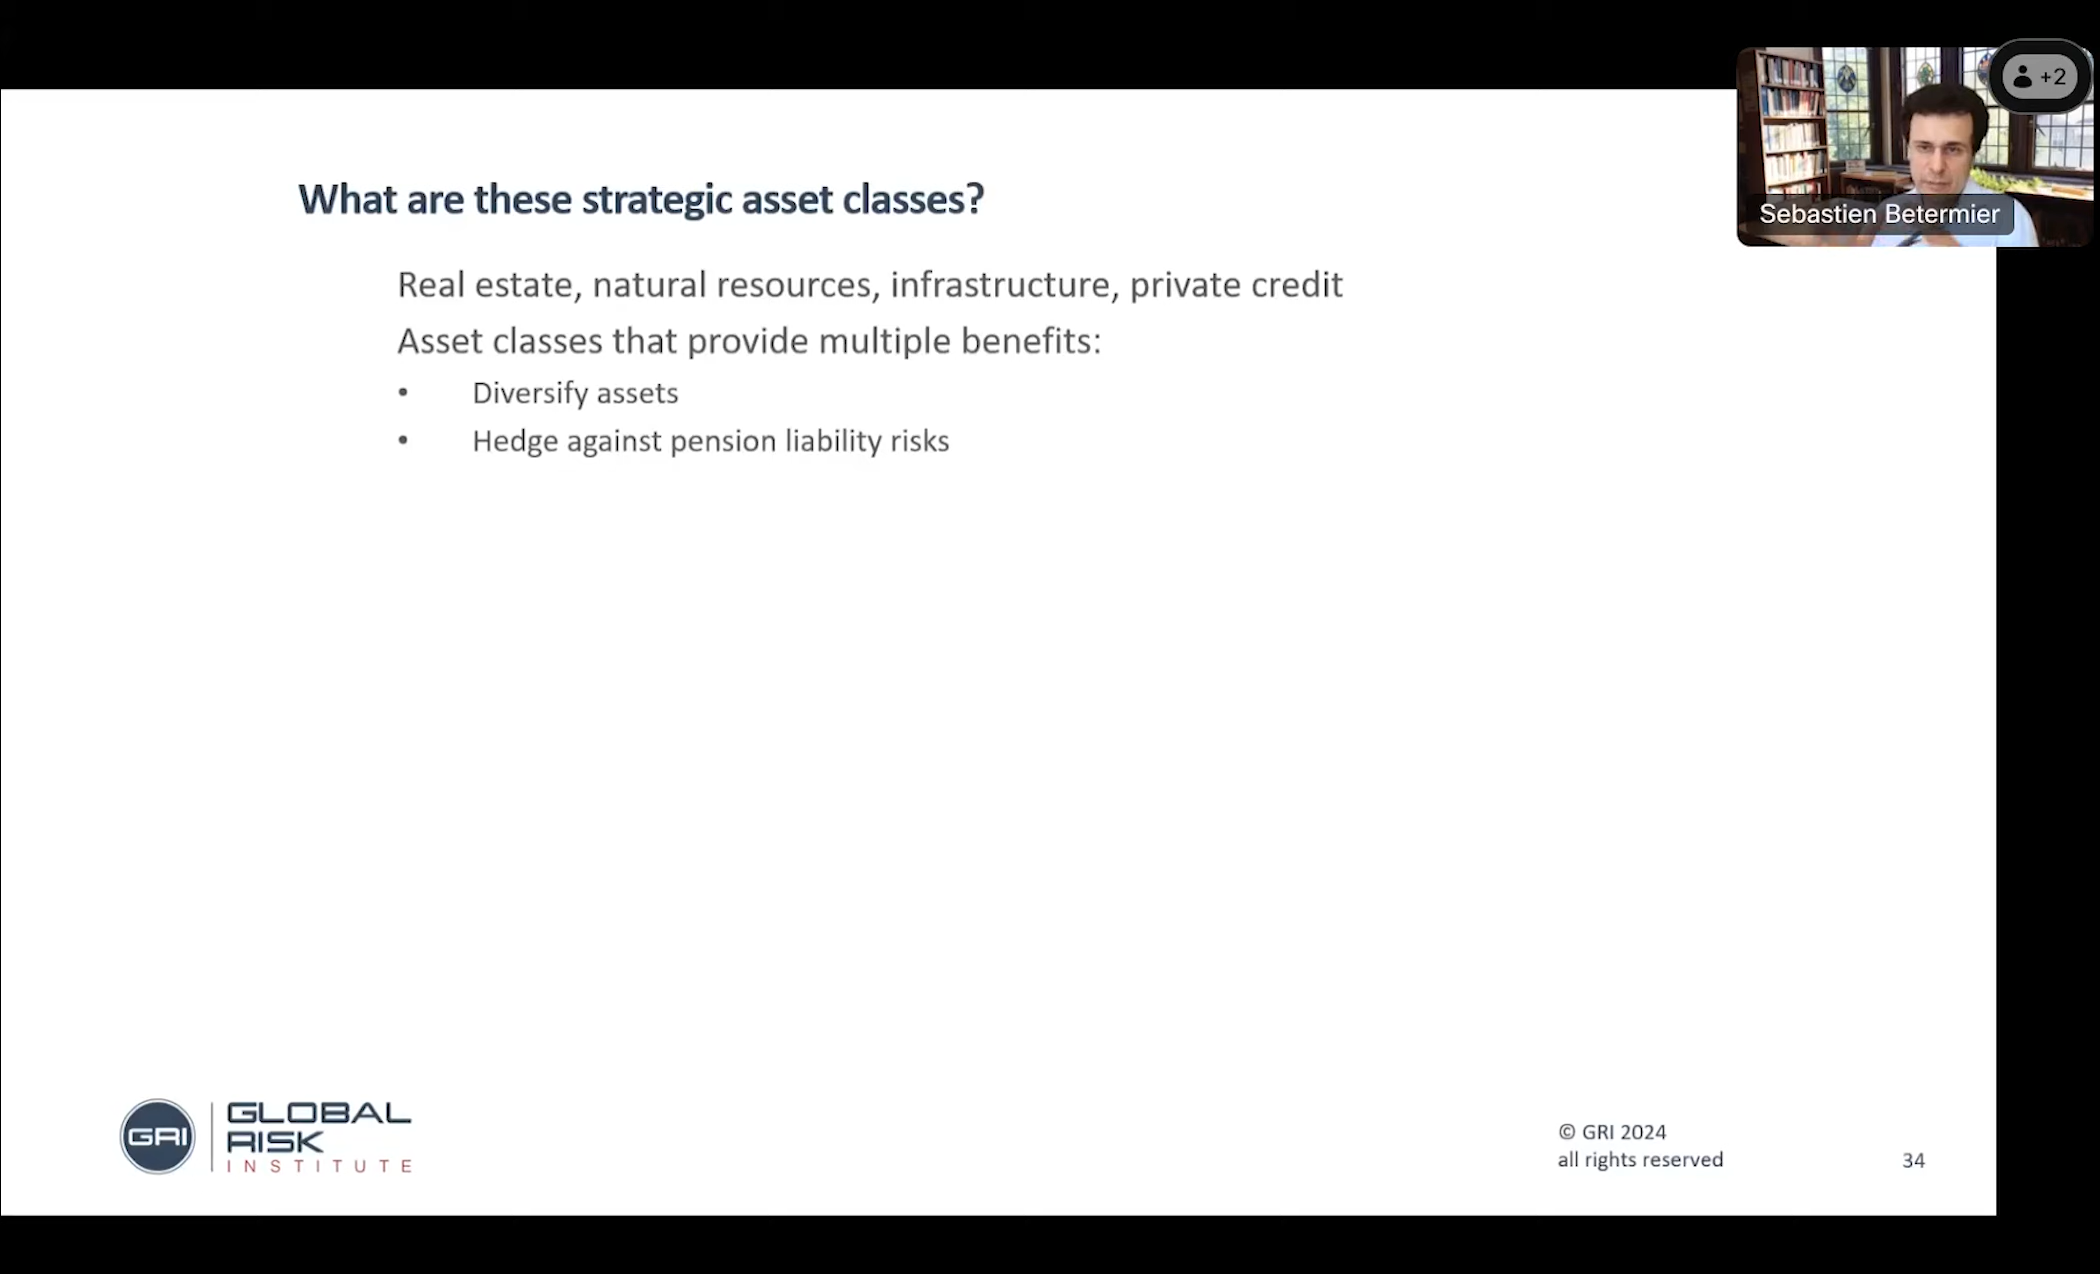 +2
Sebastien Betermier
What are these strategic asset classes?
Real estate, natural resources, infrastructure, private credit
Asset classes that provide multiple benefits:
• Diversify assets
• Hedge against pension liability risks
GRI
GLOBAL
RISK
INSTITUTE
© GRI 2024
all rights reserved
34